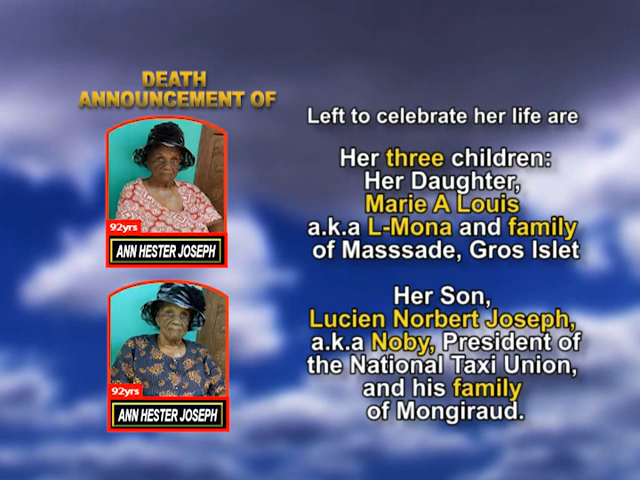 DEATH
ANNOUNCEMENT OF
92yrs
ANN HESTER JOSEPH
92yrs
ANN HESTER JOSEPH
Left to celebrate her life are
Her three children:
Her Daughter,
Marie A Louis
a.k.a L-Mona and family
of Masssade, Gros Islet
Her Son,
Lucien Norbert Joseph,
a.k.a Noby, President of
the National Taxi Union,
and his family
of Mongiraud.